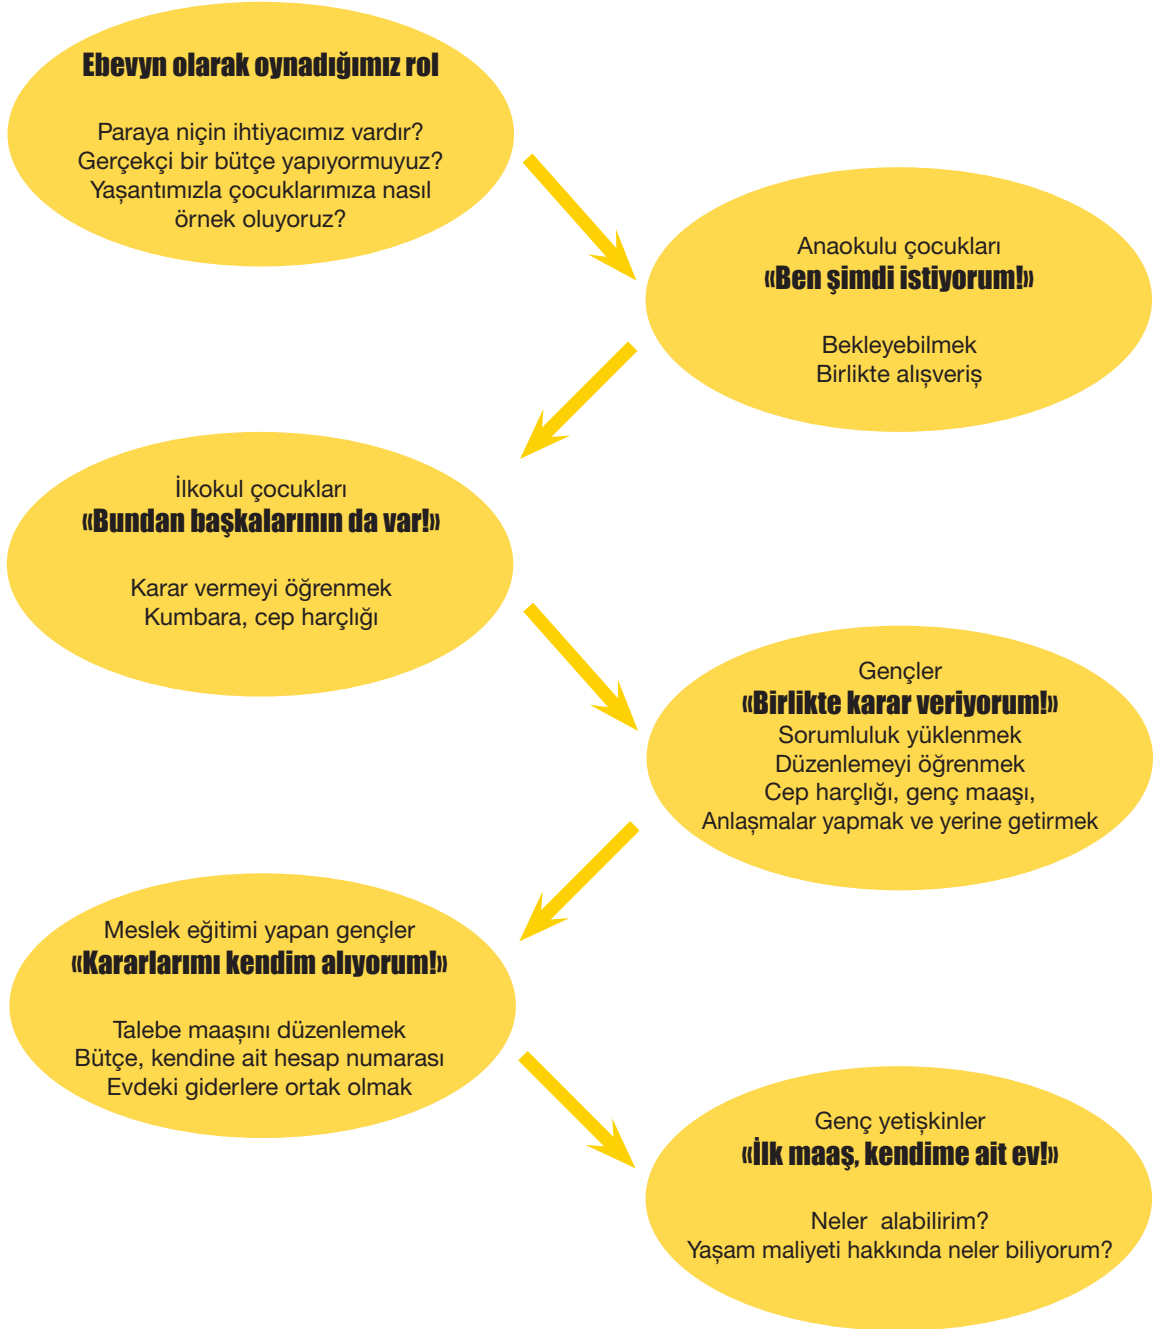 Ebevyn olarak oynadığımız rol
Paraya niçin ihtiyacımız vardır?
Gerçekçi bir bütçe yapıyormuyuz?
Yaşantımızla çocuklarımıza nasıl
örnek oluyoruz?
Anaokulu çocukları
«Ben şimdi istiyorum!»
Bekleyebilmek
Birlikte alışveriş
İlkokul çocukları
«Bundan başkalarının da var!»
Karar vermeyi öğrenmek
Kumbara, cep harçlığı
Gençler
«Birlikte karar veriyorum!»
Sorumluluk yüklenmek
Düzenlemeyi öğrenmek
Cep harçlığı, genç maaşı,
Anlaşmalar yapmak ve yerine getirmek
Meslek eğitimi yapan gençler
«Kararlarımı kendim alıyorum!»
Talebe maaşını düzenlemek
Bütçe, kendine ait hesap numarası
Evdeki giderlere ortak olmak
Genç yetişkinler
«İlk maaş, kendime ait ev!»
Neler alabilirim?
Yaşam maliyeti hakkında neler biliyorum?